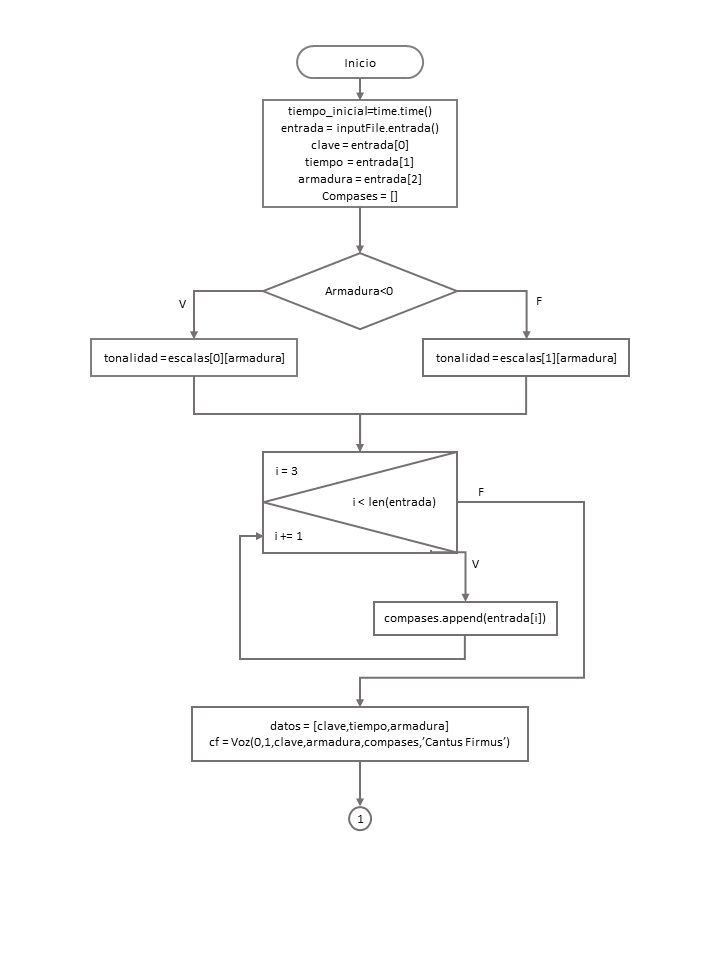 Inicio
tiempo_inicial=time.time()
entrada = inputFile.entrada()
clave = entrada[0]
tiempo = entrada[1]
armadura = entrada[2]
Compases = []
Armadura<0
V
F
tonalidad = escalas[0][armadura]
tonalidad = escalas[1][armadura]
i = 3
i < len(entrada)
F
i += 1
V
compases.append(entrada[i])
datos = [clave,tiempo,armadura]
cf = Voz(0,1,clave,armadura,compases,’Cantus Firmus’)
1